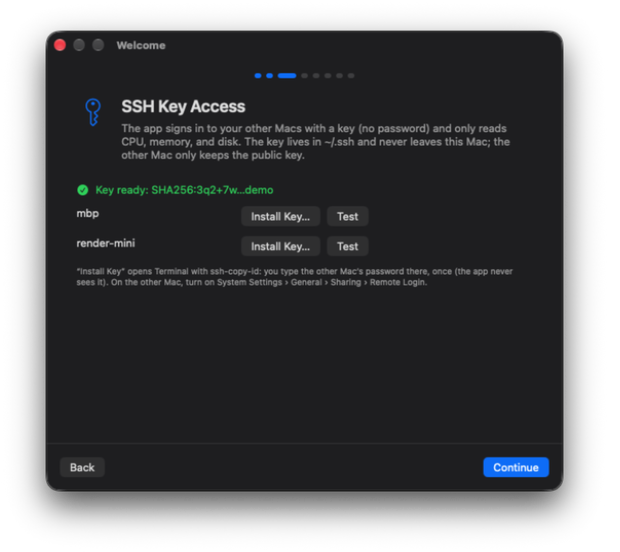 Welcome
SSH Key Access
The app signs in to your other Macs with a key (no password) and only reads
CPU, memory, and disk. The key lives in ~/.ssh and never leaves this Mac; the
other Mac only keeps the public key.
Key ready: SHA256:3q2+7w...demo
mbp
Install Key... Test
render-mini
Install Key... Test
"Install Key" opens Terminal with ssh-copy-id: you type the other Mac's password there, once (the app never
sees it). On the other Mac, turn on System Settings › General › Sharing › Remote Login.
Back
Continue